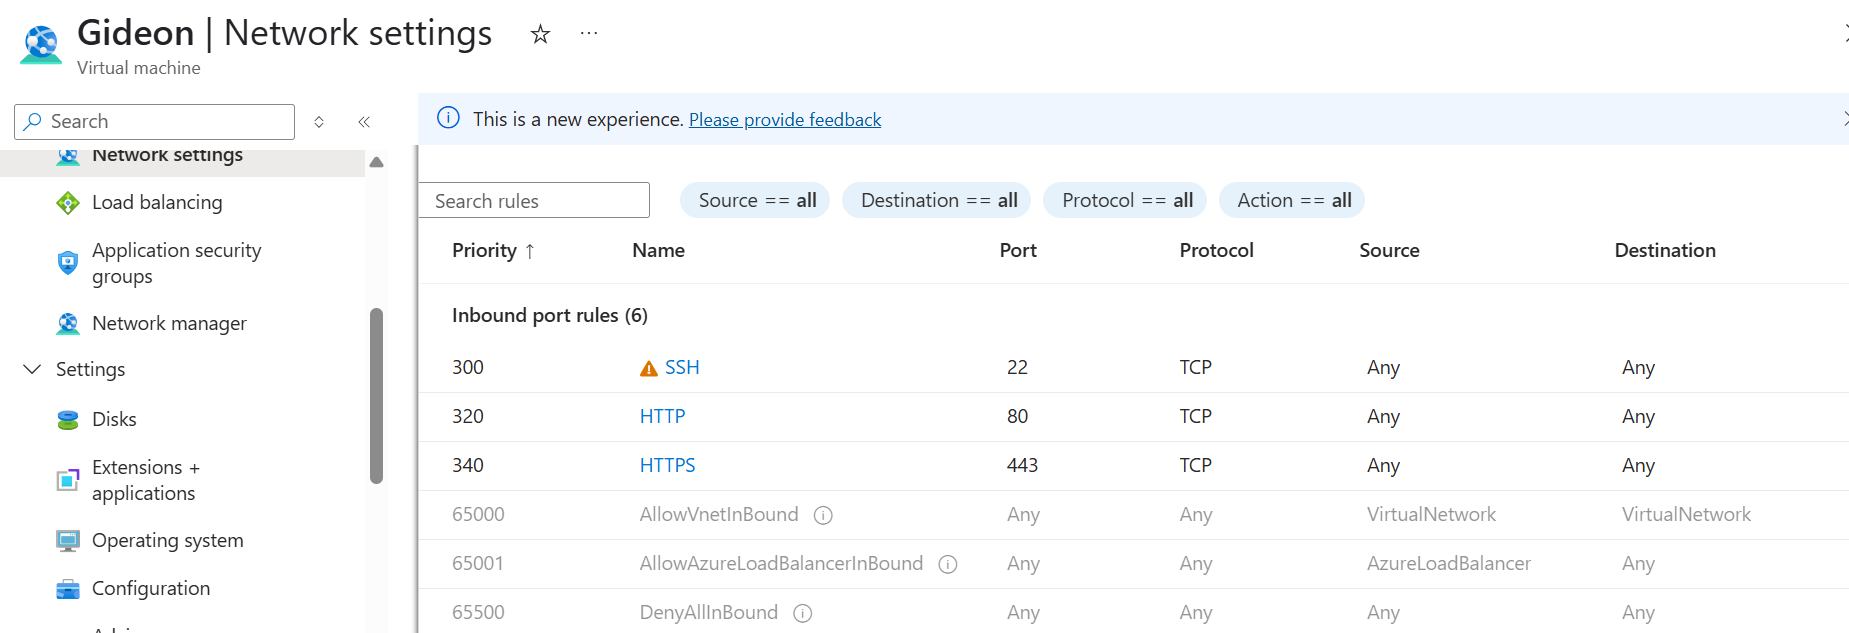 Gideon | Network settings
Virtual machine
Search
Network settings
Load balancing
Application security
groups
Network manager
Settings
Disks
Extensions +
applications
Operating system
Configuration
This is a new experience. Please provide feedback
Search rules
Source == all
Destination == all
Protocol == all
Action == all
Priority ↑ Name Port Protocol Source Destination
Inbound port rules (6)
300 SSH 22 TCP Any Any
320 HTTP 80 TCP Any Any
340 HTTPS 443 TCP Any Any
65000 AllowVnetInBound Any Any VirtualNetwork VirtualNetwork
65001 AllowAzureLoadBalancerInBound Any Any AzureLoadBalancer Any
65500 DenyAllInBound Any Any Any Any